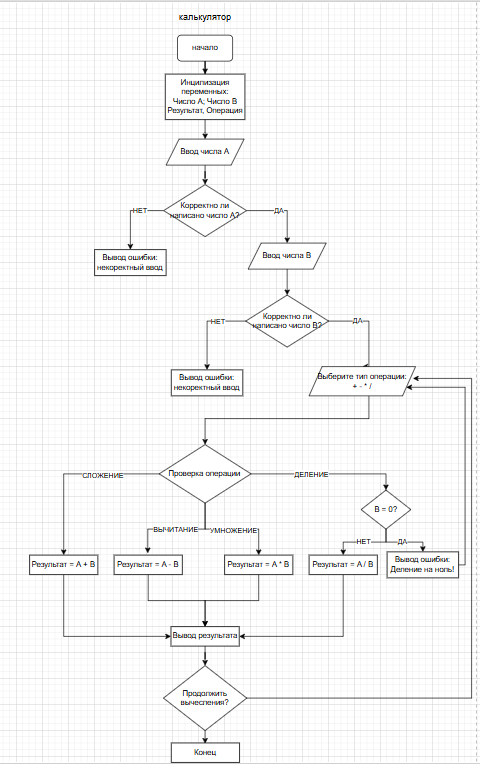 калькулятор
начало
Инцилизация
переменных:
Число А; Число В
Результат, Операция
Ввод числа А
Корректно ли
написано число А?
НЕТ
ДА
Вывод ошибки:
некоректный ввод
Ввод числа В
Корректно ли
написано число В?
НЕТ
ДА
Вывод ошибки:
некоректный ввод
Выберите тип операции:
+ - * /
Проверка операции
СЛОЖЕНИЕ
ДЕЛЕНИЕ
ВЫЧИТАНИЕ
УМНОЖЕНИЕ
В = 0?
НЕТ
ДА
Результат = А + В
Результат = А - В
Результат = А * В
Результат = А / В
Вывод ошибки:
Деление на ноль!
Вывод результата
Продолжить
вычесления?
Конец